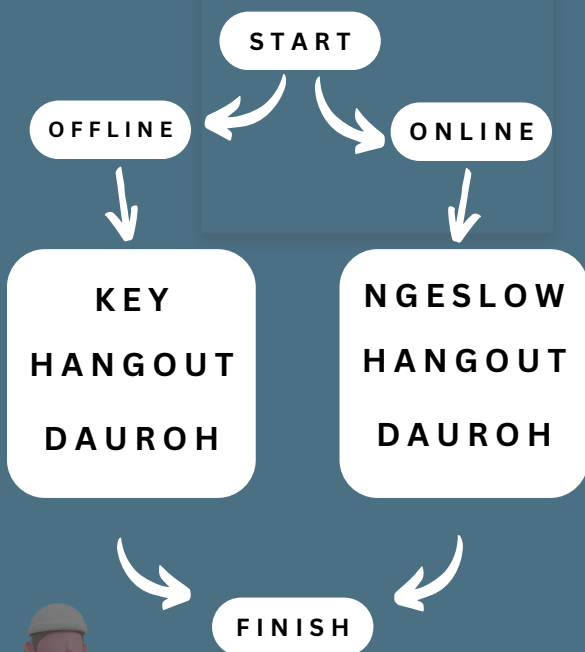 START
OFFLINE
ONLINE
KEY
HANGOUT
DAUROH
NGESLOW
HANGOUT
DAUROH
FINISH